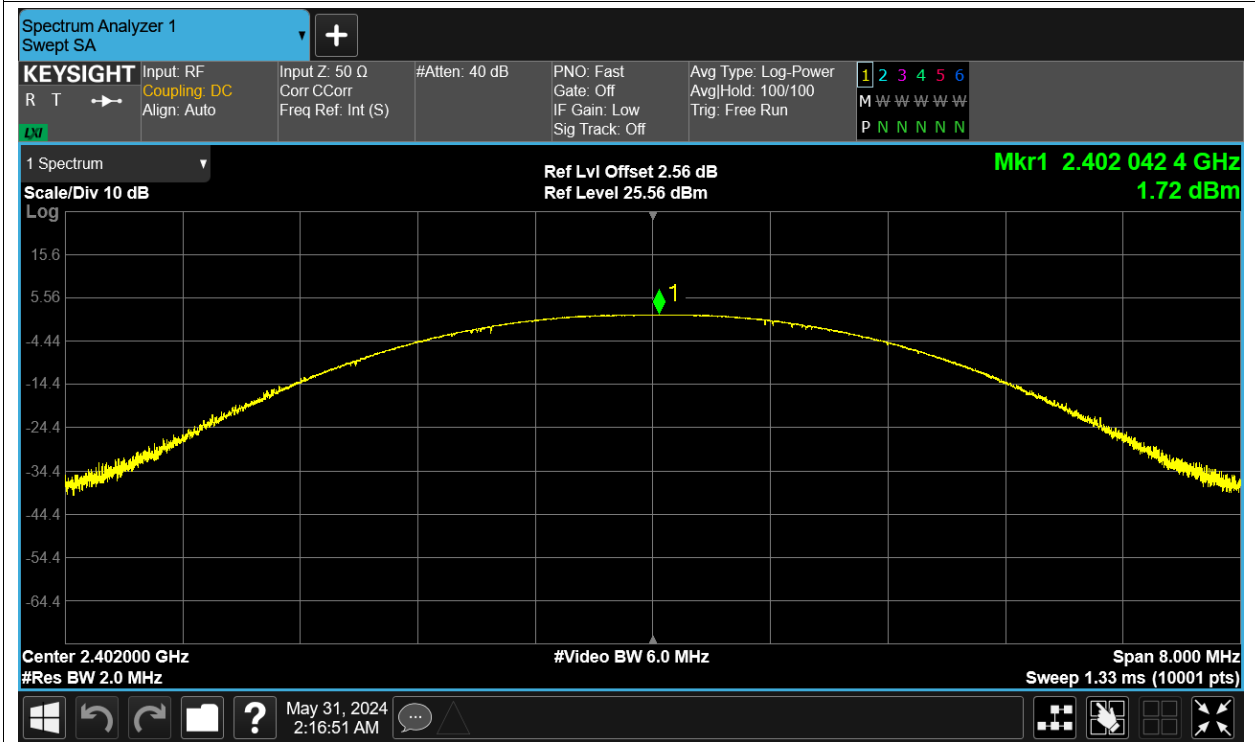 Spectrum Analyzer 1
Swept SA
+
KEYSIGHT
R T
LXI
Input: RF
Coupling: DC
Align: Auto
Input Z: 50 Ω
Corr CCorr
Freq Ref: Int (S)
#Atten: 40 dB
PNO: Fast
Gate: Off
IF Gain: Low
Sig Track: Off
Avg Type: Log-Power
Avg|Hold: 100/100
Trig: Free Run
1 2 3 4 5 6
M W W W W W
P N N N N N
1 Spectrum
Scale/Div 10 dB
Log
Ref Lvl Offset 2.56 dB
Ref Level 25.56 dBm
Mkr1 2.402 042 4 GHz
1.72 dBm
15.6
5.56
-4.44
-14.4
-24.4
-34.4
-44.4
-54.4
-64.4
1
Center 2.402000 GHz
#Res BW 2.0 MHz
#Video BW 6.0 MHz
Span 8.000 MHz
Sweep 1.33 ms (10001 pts)
?
May 31, 2024
2:16:51 AM